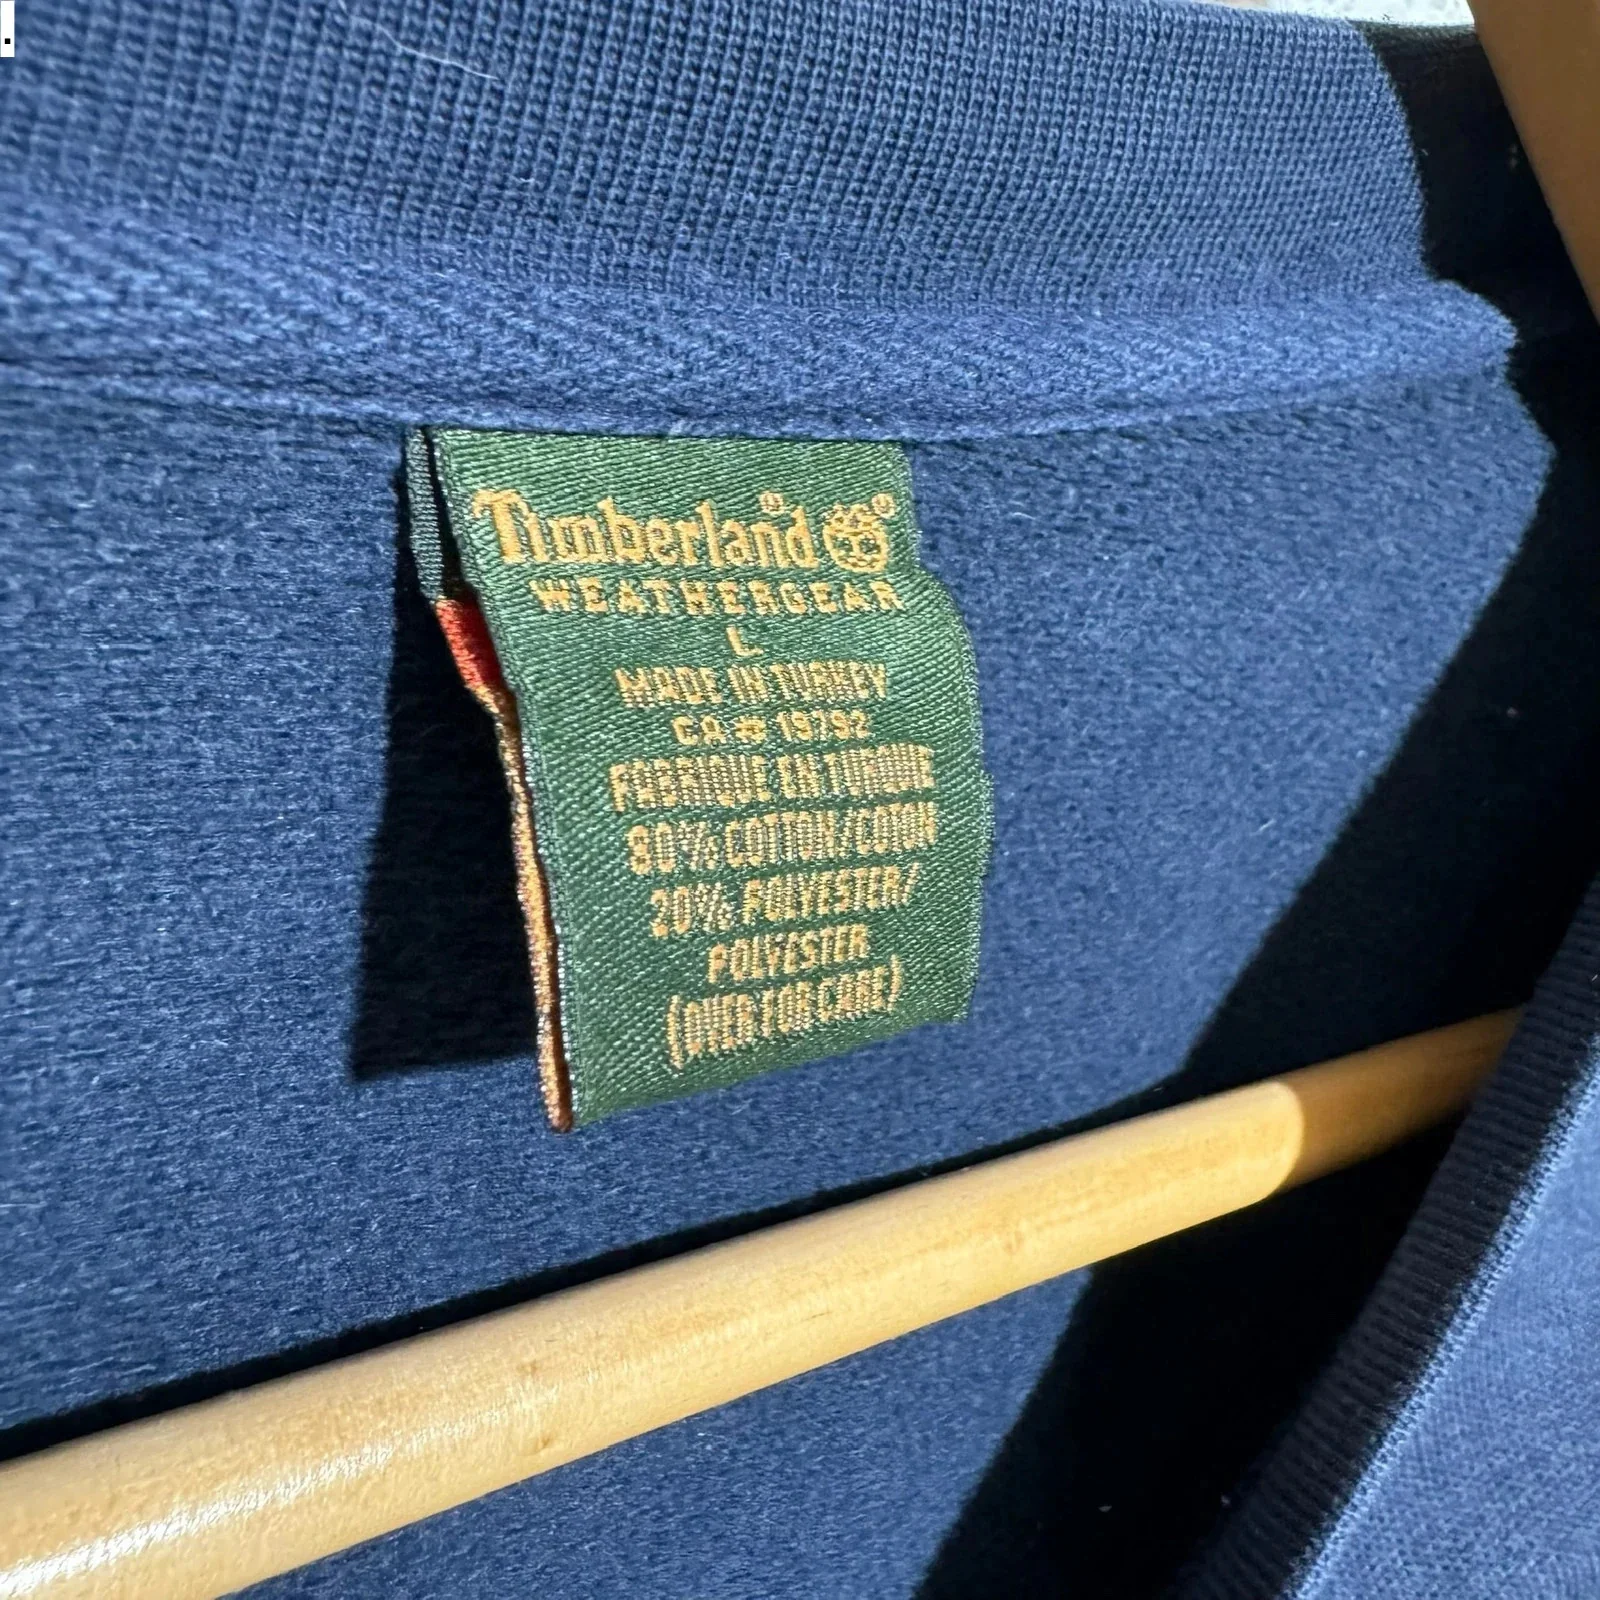 .
Timberland®
®
WEATHERGEAR
L
MADE IN TURKEY
CA # 19792
FABRIQUE EN TURQUIE
80% COTTON/COTON
20% POLYESTER/
POLYESTER
(OVER FOR CARE)